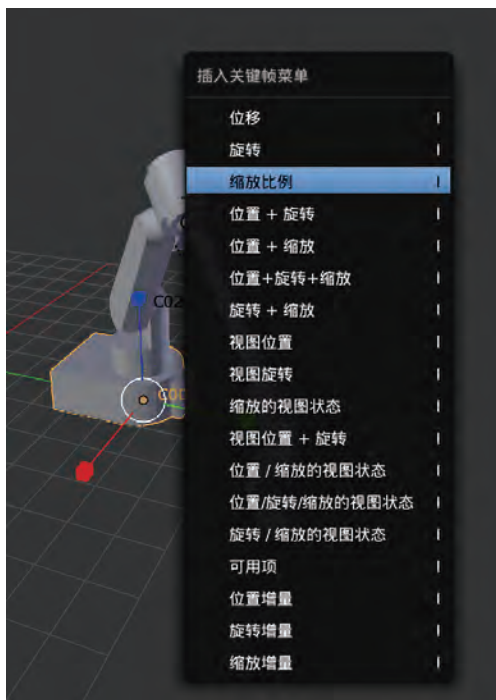 插入关键帧菜单
位移 I
旋转 I
缩放比例 I
位置 + 旋转 I
位置 + 缩放 I
位置+旋转+缩放 I
旋转 + 缩放 I
视图位置 I
视图旋转 I
缩放的视图状态 I
视图位置 + 旋转 I
位置 / 缩放的视图状态 I
位置/旋转/缩放的视图状态 I
旋转 / 缩放的视图状态 I
可用项 I
位置增量 I
旋转增量 I
缩放增量 I
C02
C00